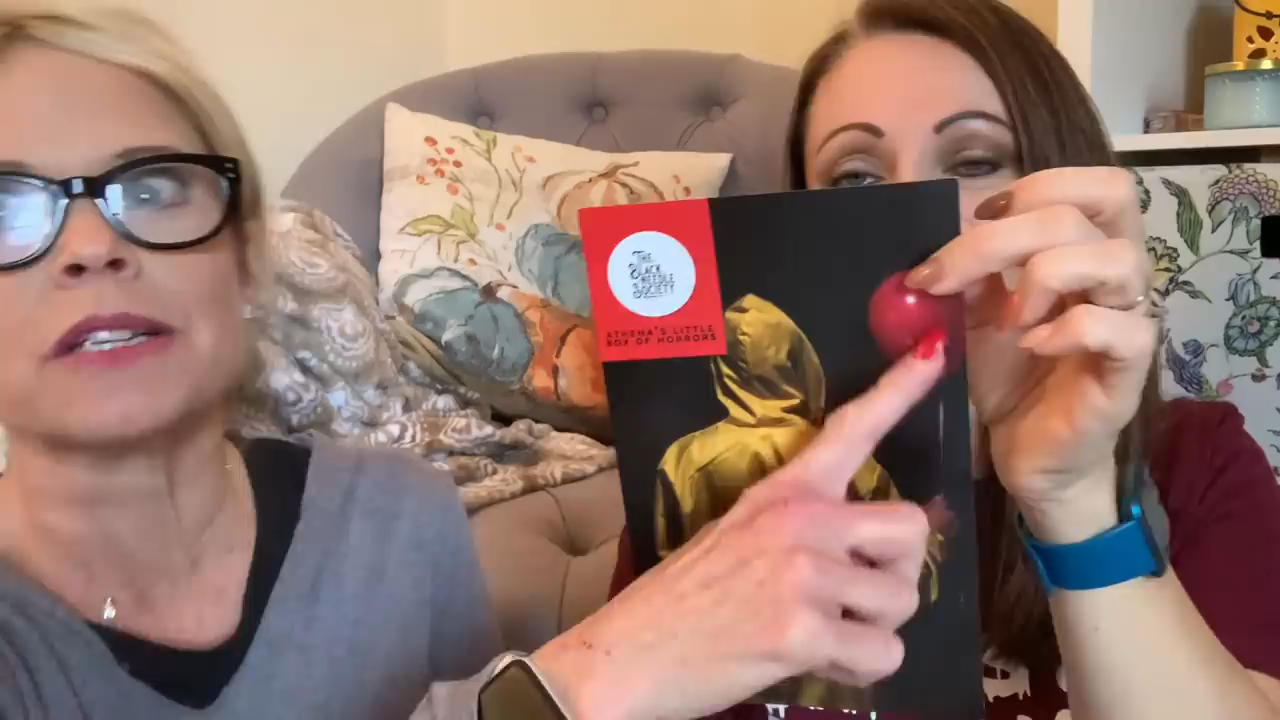 THE
BLACK
NEEDLE
SOCIETY
ATHENA'S LITTLE
BOX OF HORRORS